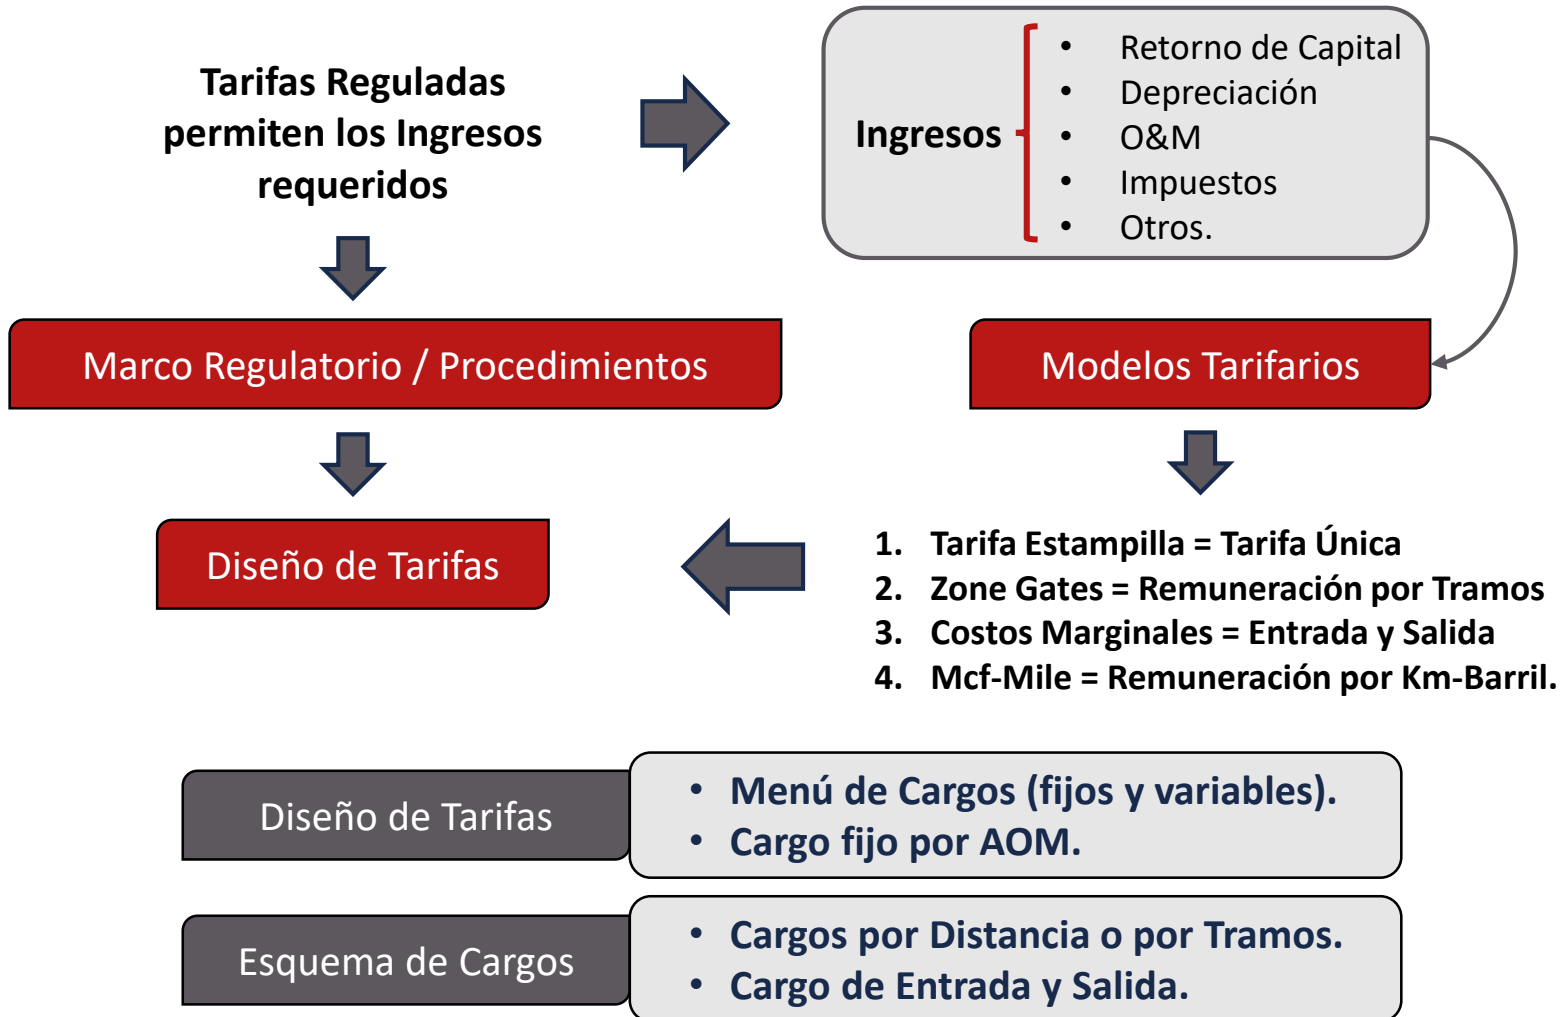 Tarifas Reguladas
permiten los Ingresos
requeridos
Ingresos
• Retorno de Capital
• Depreciación
• O&M
• Impuestos
• Otros.
Marco Regulatorio / Procedimientos
Modelos Tarifarios
Diseño de Tarifas
1. Tarifa Estampilla = Tarifa Única
2. Zone Gates = Remuneración por Tramos
3. Costos Marginales = Entrada y Salida
4. Mcf-Mile = Remuneración por Km-Barril.
Diseño de Tarifas
• Menú de Cargos (fijos y variables).
• Cargo fijo por AOM.
Esquema de Cargos
• Cargos por Distancia o por Tramos.
• Cargo de Entrada y Salida.